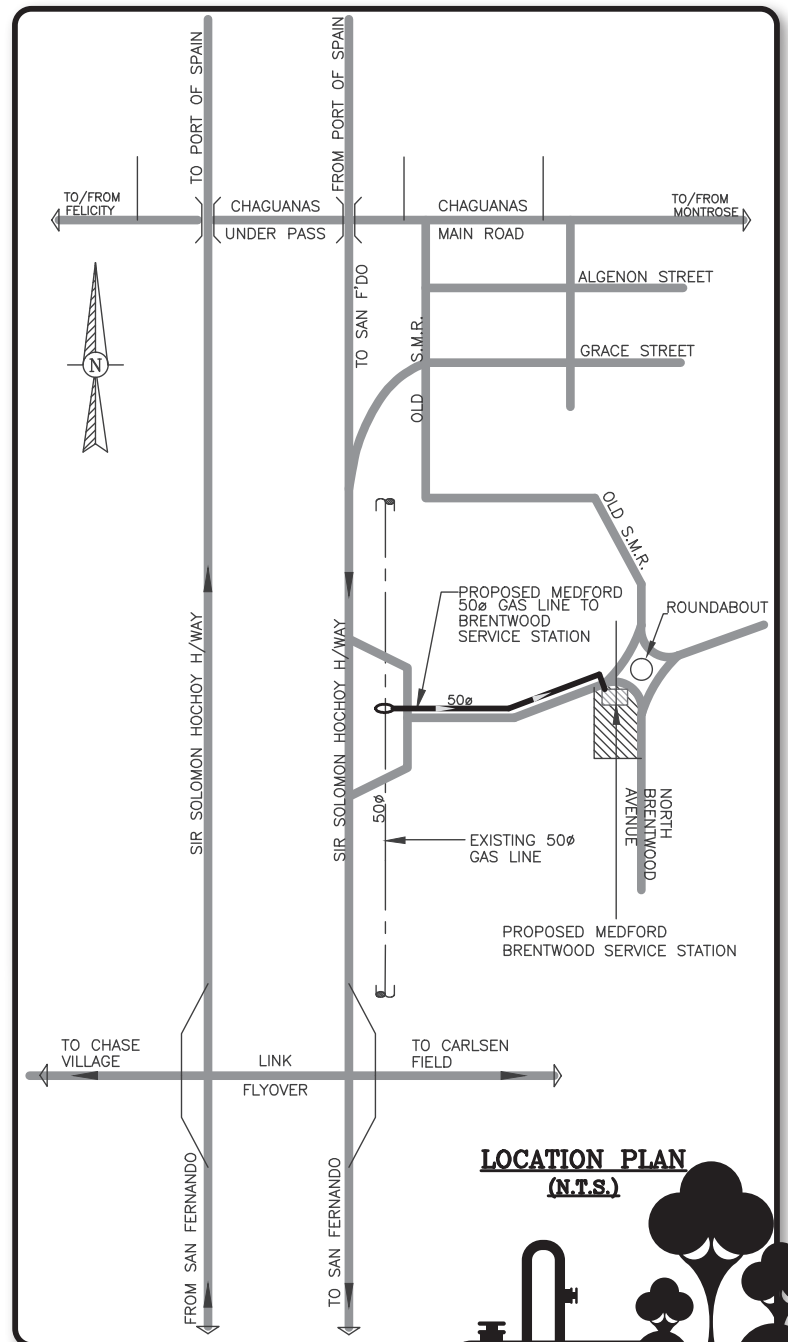 TO PORT OF SPAIN
FROM PORT OF SPAIN
TO/FROM
FELICITY
CHAGUANAS
UNDER PASS
CHAGUANAS
MAIN ROAD
TO/FROM
MONTROSE
TO SAN F'DO
ALGENON STREET
GRACE STREET
OLD S.M.R.
N
OLD S.M.R.
PROPOSED MEDFORD
50ø GAS LINE TO
BRENTWOOD
SERVICE STATION
ROUNDABOUT
50ø
SIR SOLOMON HOCHOY H/WAY
SIR SOLOMON HOCHOY H/WAY
50ø
EXISTING 50ø
GAS LINE
NORTH
BRENTWOOD
AVENUE
PROPOSED MEDFORD
BRENTWOOD SERVICE STATION
TO CHASE
VILLAGE
LINK
FLYOVER
TO CARLSEN
FIELD
FROM SAN FERNANDO
TO SAN FERNANDO
LOCATION PLAN
(N.T.S.)